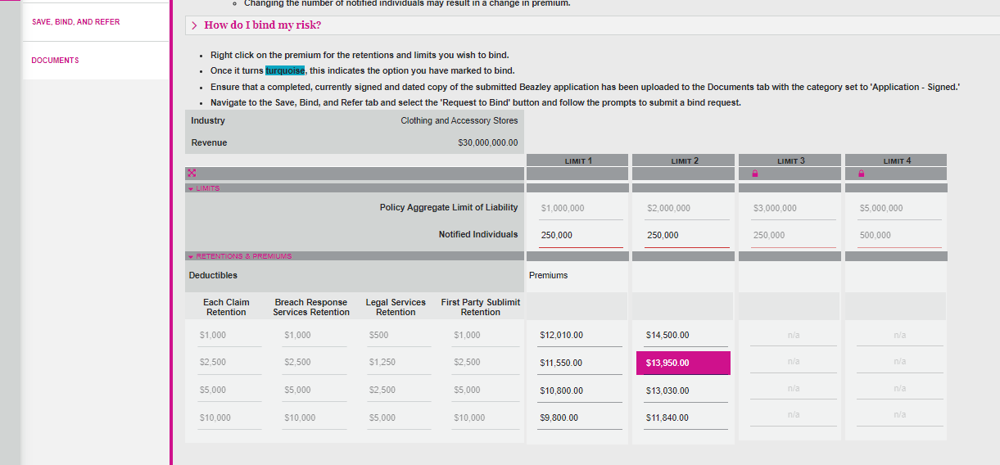 Changing the number of notified individuals may result in a change in premium.
SAVE, BIND, AND REFER
How do I bind my risk?
DOCUMENTS
Right click on the premium for the retentions and limits you wish to bind.
Once it turns turquoise, this indicates the option you have marked to bind.
Ensure that a completed, currently signed and dated copy of the submitted Beazley application has been uploaded to the Documents tab with the category set to 'Application - Signed.'
Navigate to the Save, Bind, and Refer tab and select the 'Request to Bind' button and follow the prompts to submit a bind request.
Industry Clothing and Accessory Stores
Revenue $30,000,000.00
LIMIT 1 LIMIT 2 LIMIT 3 LIMIT 4
LIMITS
Policy Aggregate Limit of Liability $1,000,000 $2,000,000 $3,000,000 $5,000,000
Notified Individuals 250,000 250,000 250,000 500,000
RETENTIONS & PREMIUMS
Deductibles Premiums
Each Claim Breach Response Legal Services First Party Sublimit
Retention Services Retention Retention Retention
$1,000 $1,000 $500 $1,000 $12,010.00 $14,500.00 n/a n/a
$2,500 $2,500 $1,250 $2,500 $11,550.00 $13,950.00 n/a n/a
$5,000 $5,000 $2,500 $5,000 $10,800.00 $13,030.00 n/a n/a
$10,000 $10,000 $5,000 $10,000 $9,800.00 $11,840.00 n/a n/a